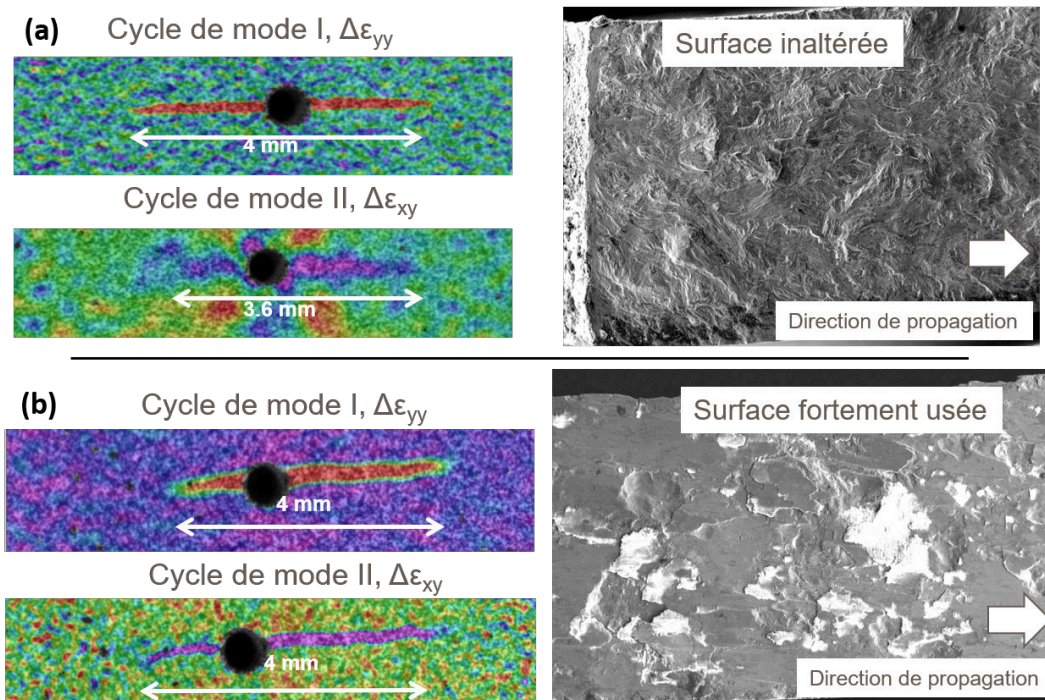 (a)
Cycle de mode I, Δεyy
4 mm
Cycle de mode II, Δεxy
3.6 mm
Surface inaltérée
Direction de propagation
(b)
Cycle de mode I, Δεyy
4 mm
Cycle de mode II, Δεxy
4 mm
Surface fortement usée
Direction de propagation